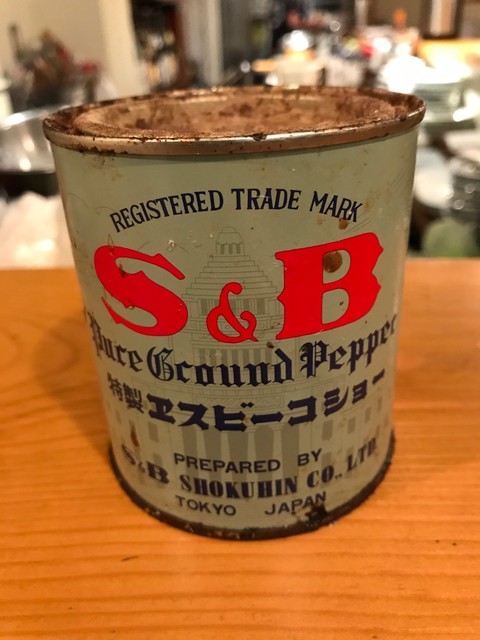 REGISTERED TRADE MARK
S&B
Pure Ground Pepper
特製 ヱスビーコショー
PREPARED BY
S&B SHOKUHIN CO., LTD.
TOKYO JAPAN